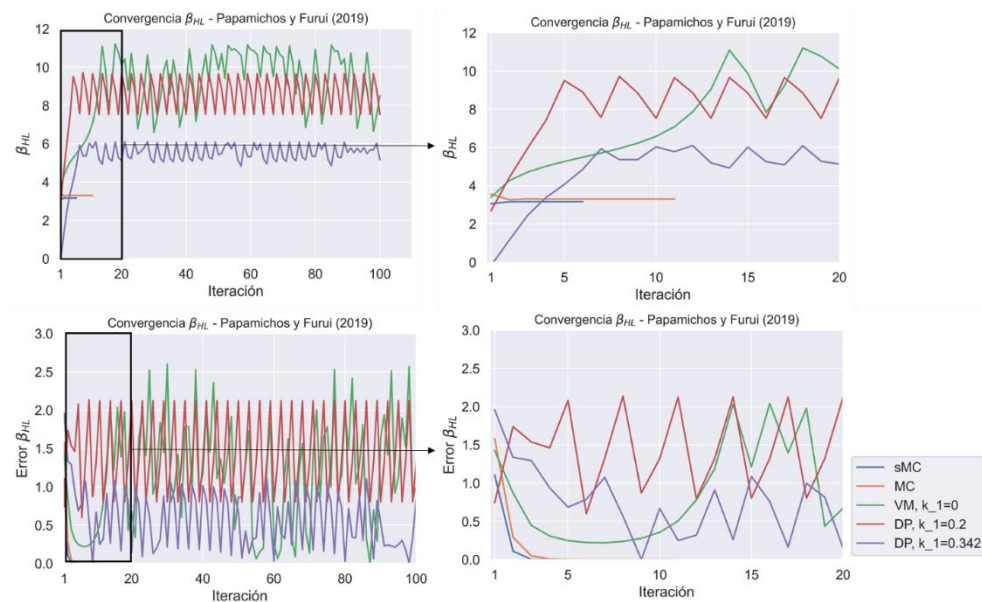 Convergencia β_HL - Papamichos y Furui (2019)
12
10
8
6
4
2
0
β_HL
1
20
40
60
80
100
Iteración
Convergencia β_HL - Papamichos y Furui (2019)
12
10
8
6
4
2
0
β_HL
1
5
10
15
20
Iteración
Convergencia β_HL - Papamichos y Furui (2019)
3.0
2.5
2.0
1.5
1.0
0.5
0.0
Error β_HL
1
20
40
60
80
100
Iteración
Convergencia β_HL - Papamichos y Furui (2019)
3.0
2.5
2.0
1.5
1.0
0.5
0.0
Error β_HL
1
5
10
15
20
Iteración
sMC
MC
VM, k_1=0
DP, k_1=0.2
DP, k_1=0.342